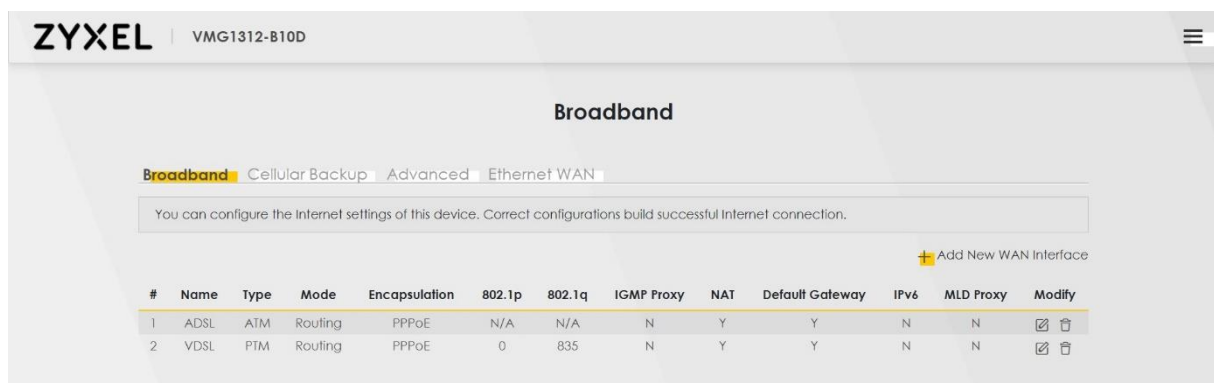 ZYXEL VMG1312-B10D
Broadband
Broadband Cellular Backup Advanced Ethernet WAN
You can configure the Internet settings of this device. Correct configurations build successful Internet connection.
+ Add New WAN Interface
# Name Type Mode Encapsulation 802.1p 802.1q IGMP Proxy NAT Default Gateway IPv6 MLD Proxy Modify
1 ADSL ATM Routing PPPoE N/A N/A N Y Y N N
2 VDSL PTM Routing PPPoE 0 835 N Y Y N N